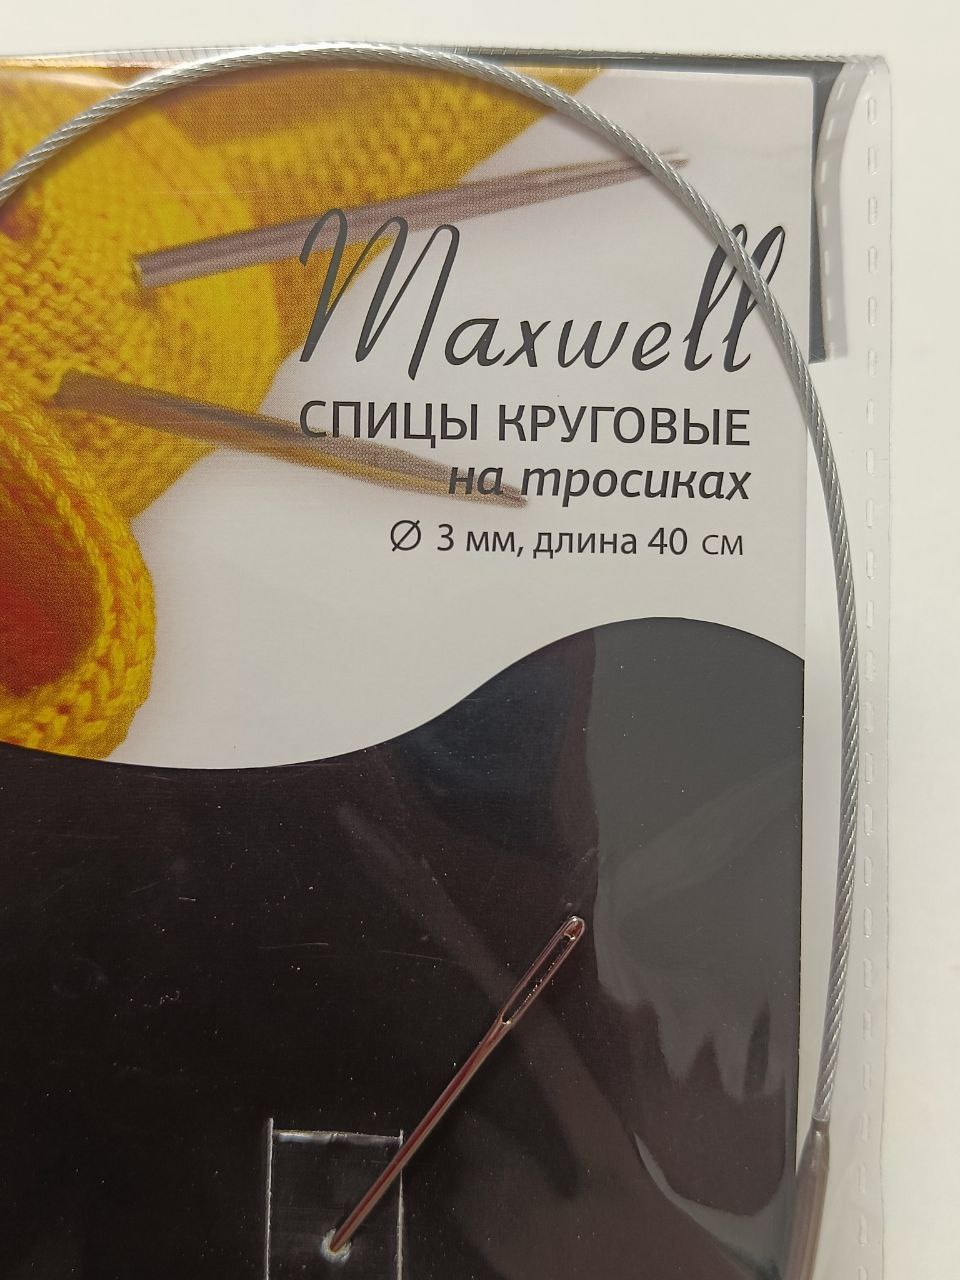 Maxwell
СПИЦЫ КРУГОВЫЕ
на тросиках
Ø 3 мм, длина 40 см